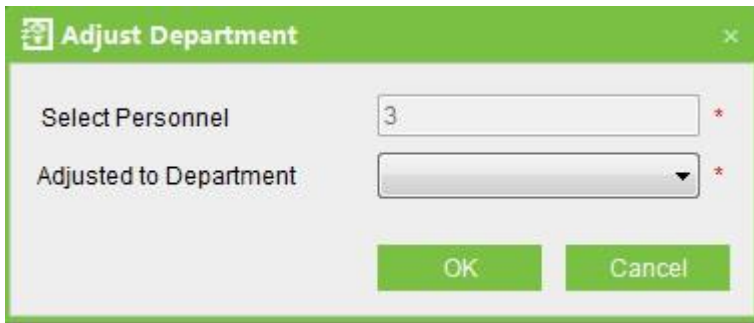 Adjust Department ×
Select Personnel 3 *
Adjusted to Department *
OK Cancel